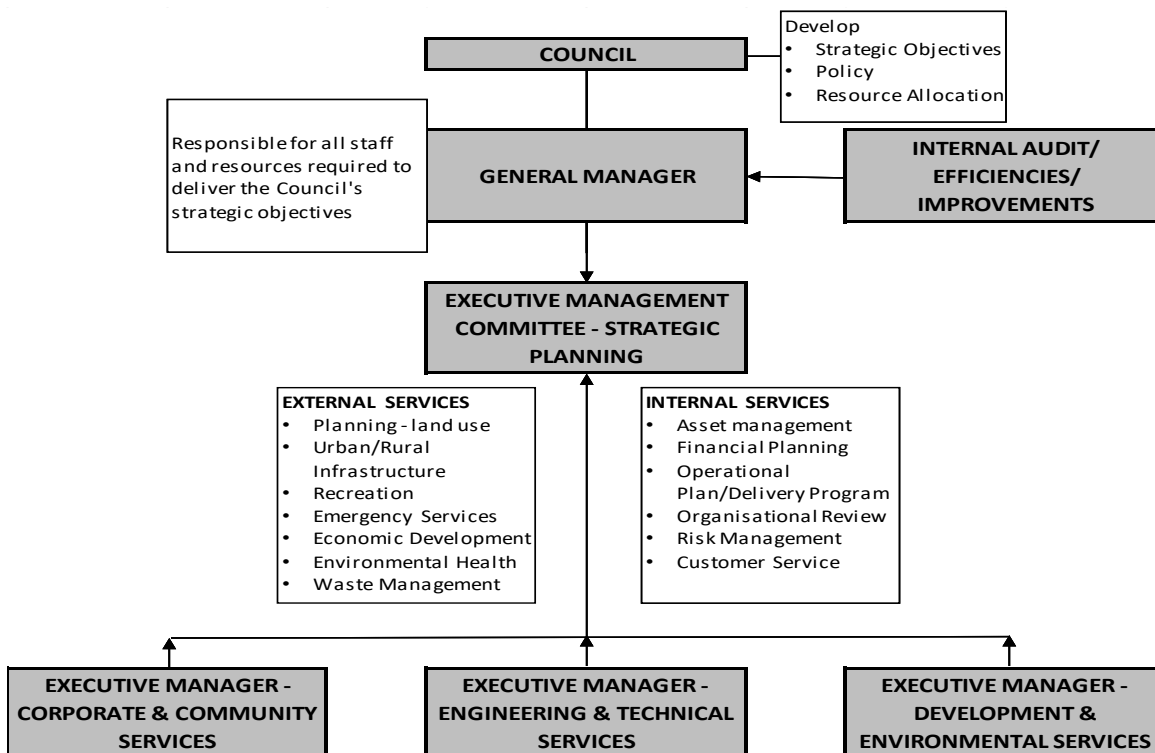 COUNCIL
Develop
• Strategic Objectives
• Policy
• Resource Allocation
Responsible for all staff
and resources required to
deliver the Council's
strategic objectives
GENERAL MANAGER
INTERNAL AUDIT/
EFFICIENCIES/
IMPROVEMENTS
EXECUTIVE MANAGEMENT
COMMITTEE - STRATEGIC
PLANNING
EXTERNAL SERVICES
• Planning - land use
• Urban/Rural
Infrastructure
• Recreation
• Emergency Services
• Economic Development
• Environmental Health
• Waste Management
INTERNAL SERVICES
• Asset management
• Financial Planning
• Operational
Plan/Delivery Program
• Organisational Review
• Risk Management
• Customer Service
EXECUTIVE MANAGER -
CORPORATE & COMMUNITY
SERVICES
EXECUTIVE MANAGER -
ENGINEERING & TECHNICAL
SERVICES
EXECUTIVE MANAGER -
DEVELOPMENT &
ENVIRONMENTAL SERVICES